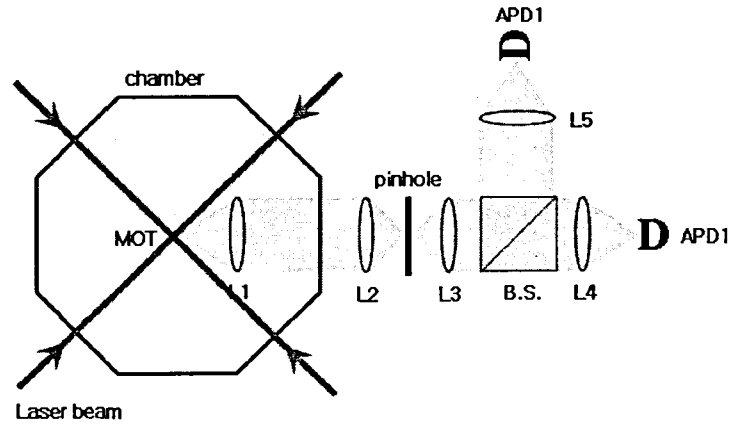 APD1
chamber
L5
pinhole
MOT
APD1
L1
L2
L3
B.S.
L4
Laser beam